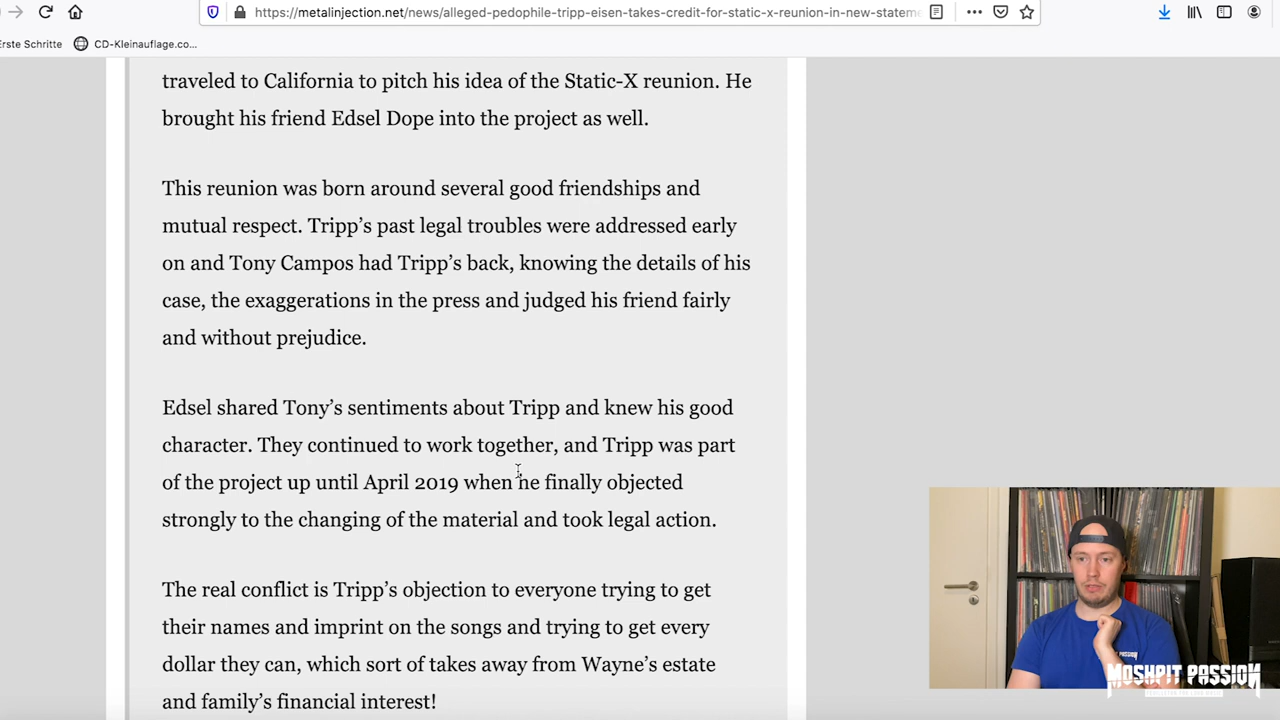 https://metalinjection.net/news/alleged-pedophile-tripp-eisen-takes-credit-for-static-x-reunion-in-new-stateme
Erste Schritte CD-Kleinauflage.co...
traveled to California to pitch his idea of the Static-X reunion. He
brought his friend Edsel Dope into the project as well.
This reunion was born around several good friendships and
mutual respect. Tripp’s past legal troubles were addressed early
on and Tony Campos had Tripp’s back, knowing the details of his
case, the exaggerations in the press and judged his friend fairly
and without prejudice.
Edsel shared Tony’s sentiments about Tripp and knew his good
character. They continued to work together, and Tripp was part
of the project up until April 2019 when he finally objected
strongly to the changing of the material and took legal action.
The real conflict is Tripp’s objection to everyone trying to get
their names and imprint on the songs and trying to get every
dollar they can, which sort of takes away from Wayne’s estate
and family’s financial interest!
MOSHPIT PASSION